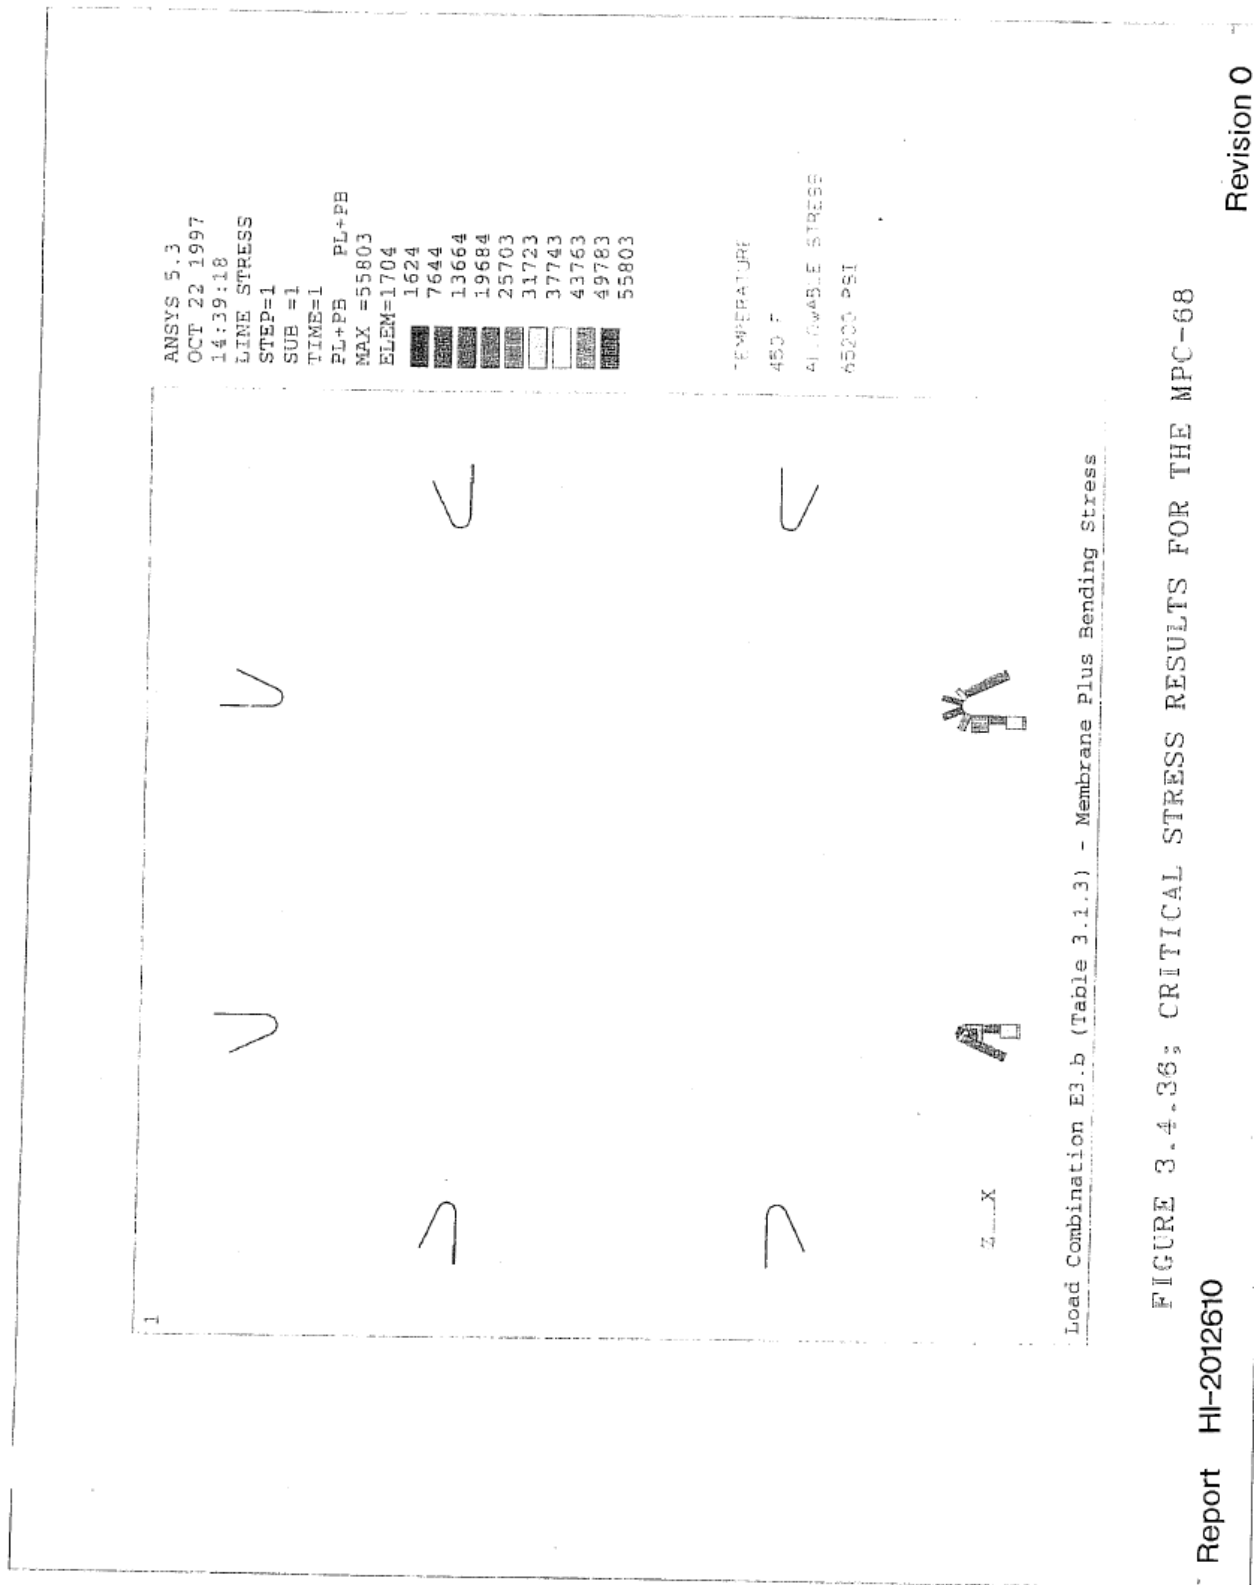 1
ANSYS 5.3
OCT 22 1997
14:39:18
LINE STRESS
STEP=1
SUB =1
TIME=1
PL+PB PL+PB
MAX =55803
ELEM=1704
1624
7644
13664
19684
25703
31723
37743
43763
49783
55803
TEMPERATURE
450 F
ALLOWABLE STRESS
65200 PSI
Z X
Load Combination E3.b (Table 3.1.3) - Membrane Plus Bending Stress
FIGURE 3.4.36; CRITICAL STRESS RESULTS FOR THE MPC-68
Report HI-2012610
Revision 0